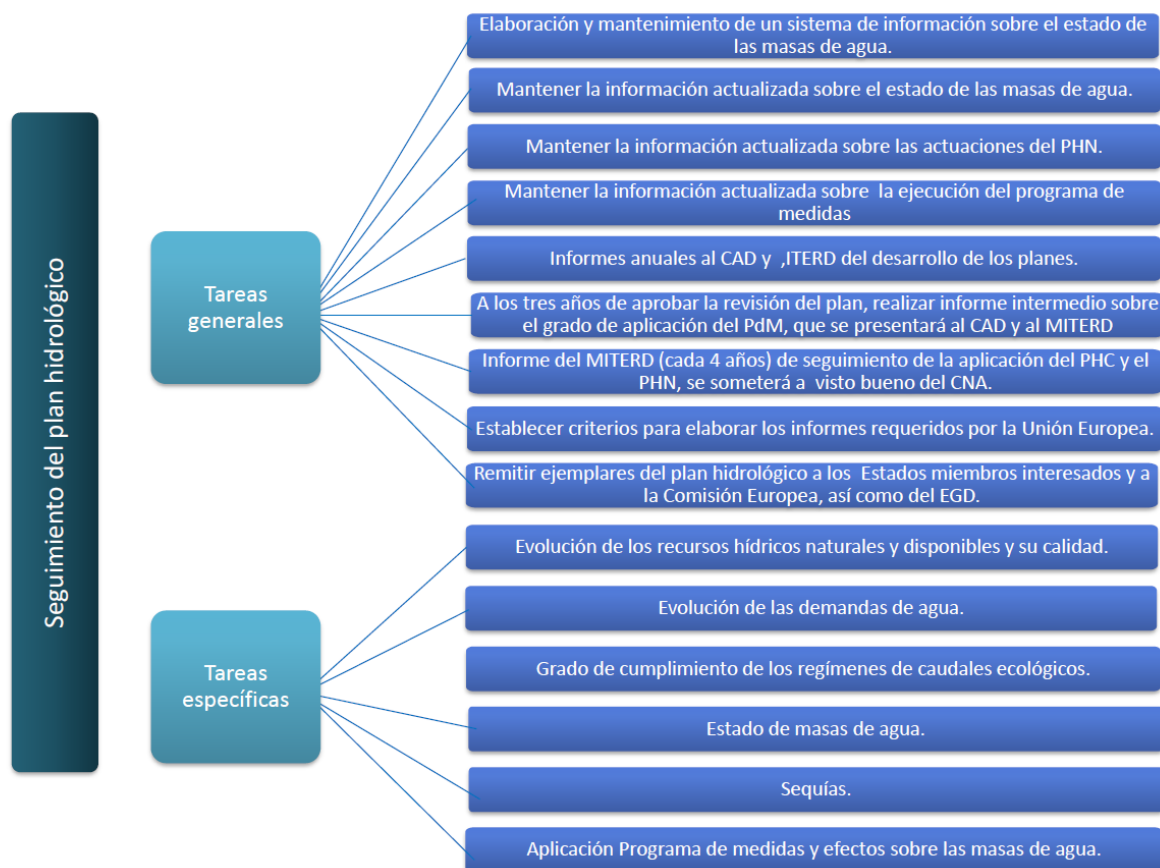 Seguimiento del plan hidrológico
Tareas
generales
Elaboración y mantenimiento de un sistema de información sobre el estado de
las masas de agua.
Mantener la información actualizada sobre el estado de las masas de agua.
Mantener la información actualizada sobre las actuaciones del PHN.
Mantener la información actualizada sobre  la ejecución del programa de
medidas
Informes anuales al CAD y  ,ITERD del desarrollo de los planes.
A los tres años de aprobar la revisión del plan, realizar informe intermedio sobre
el grado de aplicación del PdM, que se presentará al CAD y al MITERD
Informe del MITERD (cada 4 años) de seguimiento de la aplicación del PHC y el
PHN, se someterá a  visto bueno del CNA.
Establecer criterios para elaborar los informes requeridos por la Unión Europea.
Remitir ejemplares del plan hidrológico a los  Estados miembros interesados y a
la Comisión Europea, así como del EGD.
Tareas
específicas
Evolución de los recursos hídricos naturales y disponibles y su calidad.
Evolución de las demandas de agua.
Grado de cumplimiento de los regímenes de caudales ecológicos.
Estado de masas de agua.
Sequías.
Aplicación Programa de medidas y efectos sobre las masas de agua.